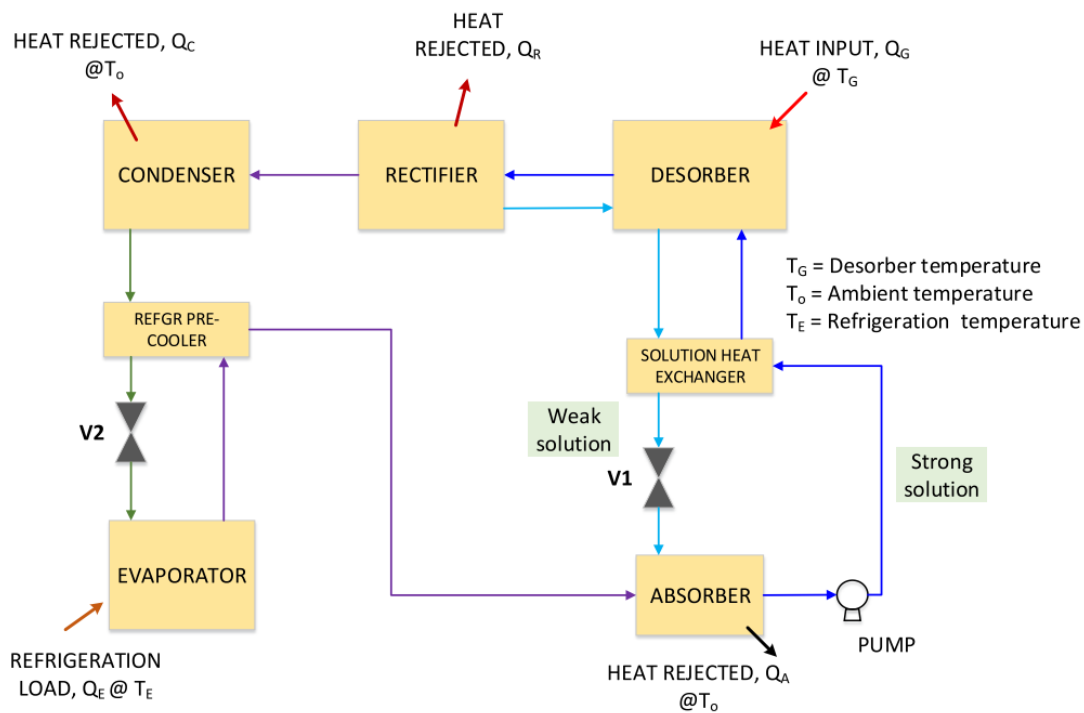 HEAT REJECTED, QC
@To
HEAT
REJECTED, QR
HEAT INPUT, QG
@ TG
CONDENSER
RECTIFIER
DESORBER
TG = Desorber temperature
To = Ambient temperature
TE = Refrigeration temperature
REFGR PRE-
COOLER
SOLUTION HEAT
EXCHANGER
V2
Weak
solution
V1
Strong
solution
EVAPORATOR
ABSORBER
PUMP
REFRIGERATION
LOAD, QE @ TE
HEAT REJECTED, QA
@To